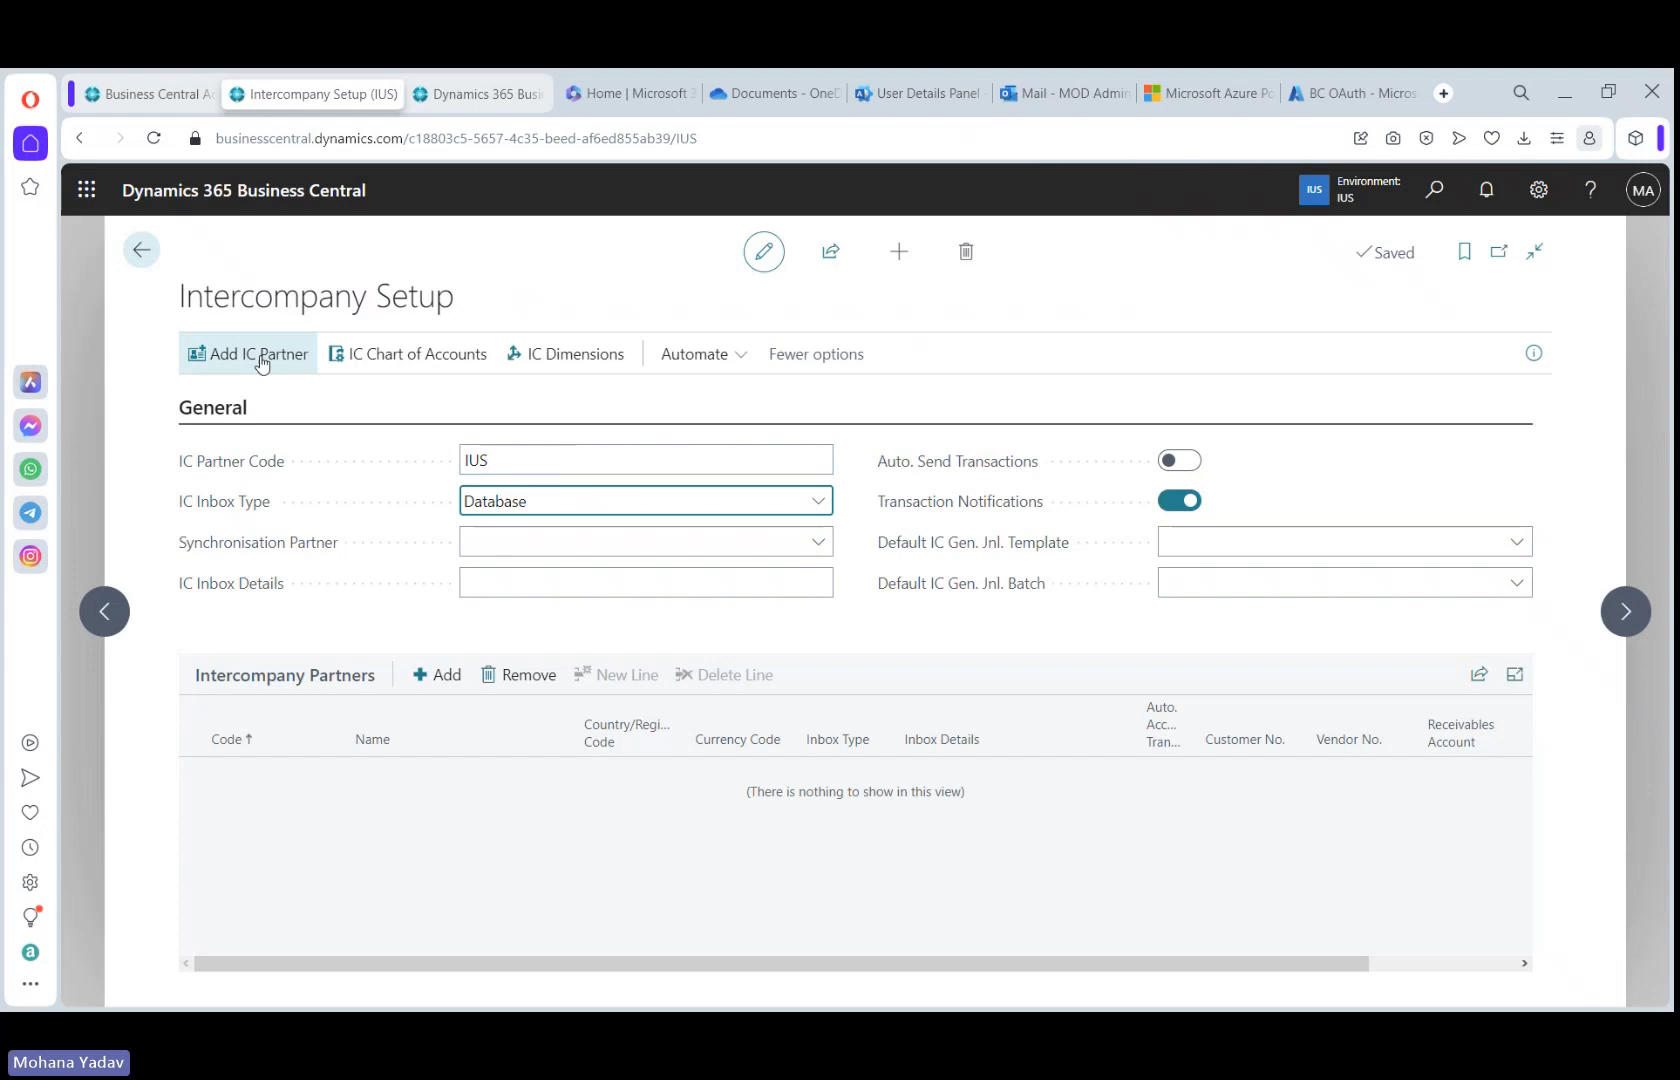 Business Central Ac
Intercompany Setup (IUS)
Dynamics 365 Busi
Home | Microsoft 3
Documents - OneD
User Details Panel
Mail - MOD Admin
Microsoft Azure Po
BC OAuth - Micros
businesscentral.dynamics.com/c18803c5-5657-4c35-beed-af6ed855ab39/IUS
Dynamics 365 Business Central
IUS
Environment:
IUS
?
MA
Saved
Intercompany Setup
Add IC Partner
IC Chart of Accounts
IC Dimensions
Automate
Fewer options
General
IC Partner Code
IUS
Auto. Send Transactions
IC Inbox Type
Database
Transaction Notifications
Synchronisation Partner
Default IC Gen. Jnl. Template
IC Inbox Details
Default IC Gen. Jnl. Batch
Intercompany Partners
Add
Remove
New Line
Delete Line
Code
Name
Country/Regi...
Code
Currency Code
Inbox Type
Inbox Details
Auto.
Acc...
Tran...
Customer No.
Vendor No.
Receivables
Account
(There is nothing to show in this view)
Mohana Yadav